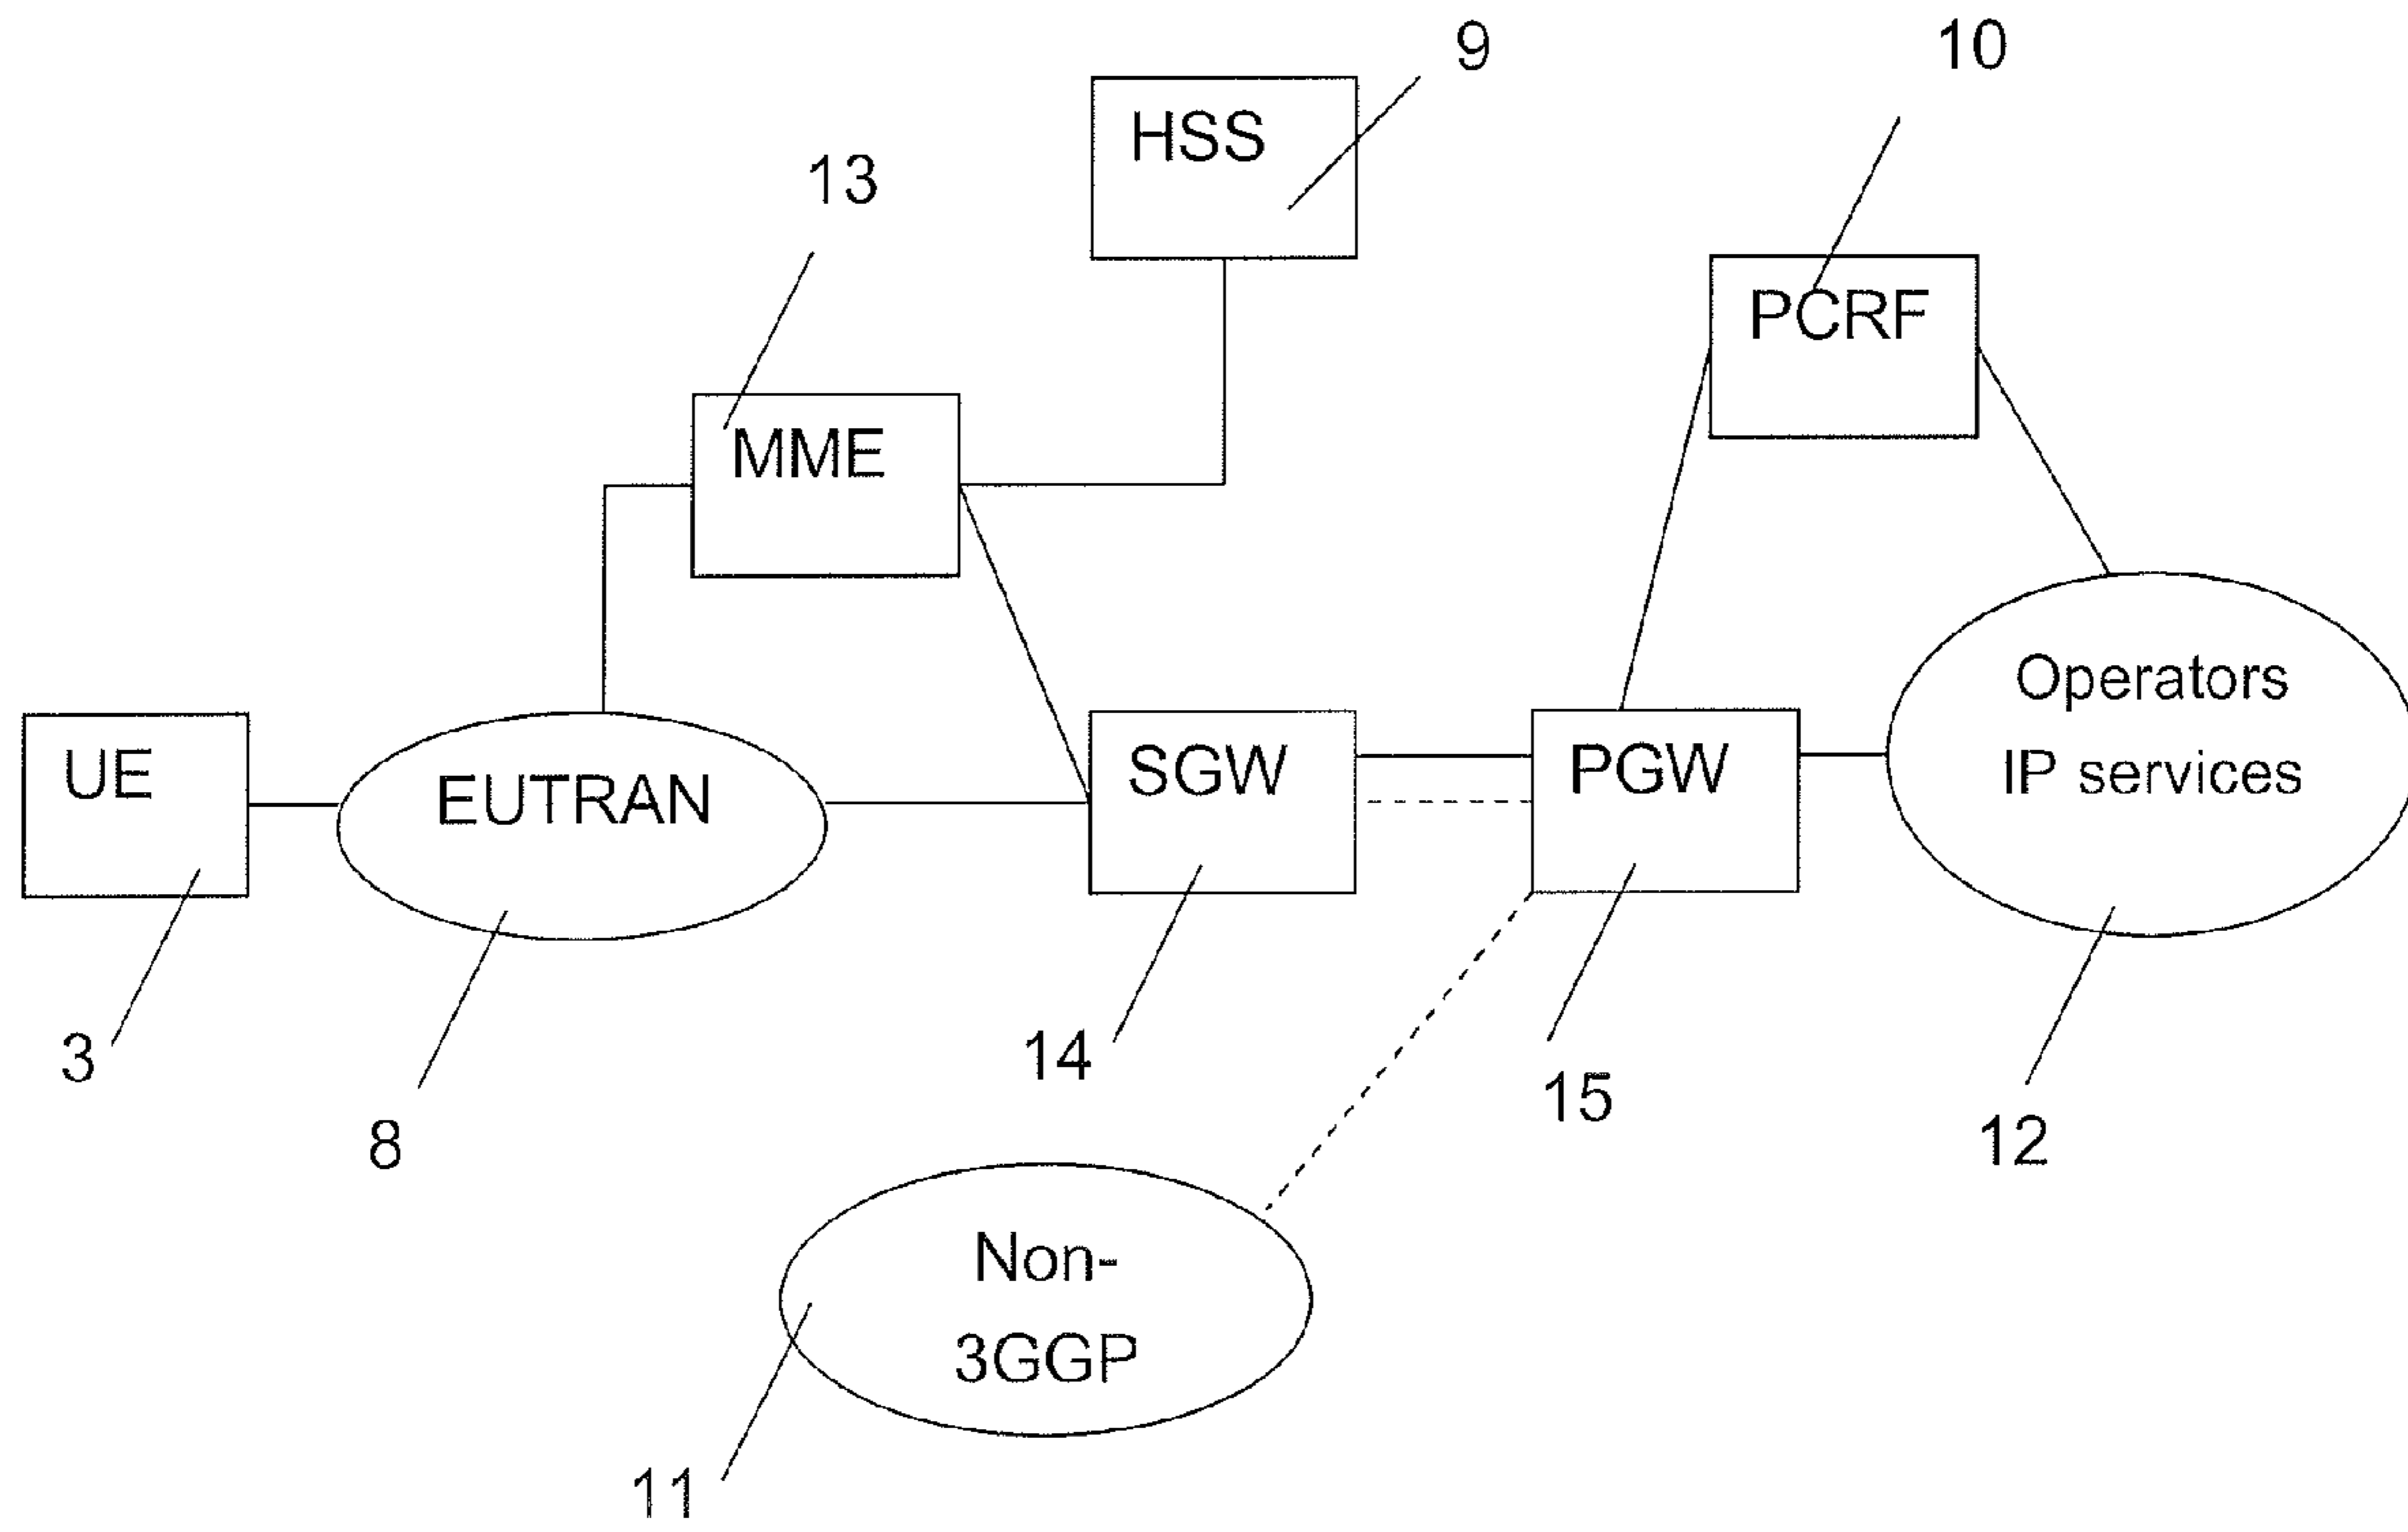 9
10
HSS
13
PCRF
MME
Operators
IP services
UE
EUTRAN
SGW
PGW
3
14
15
8
12
Non-
3GGP
11